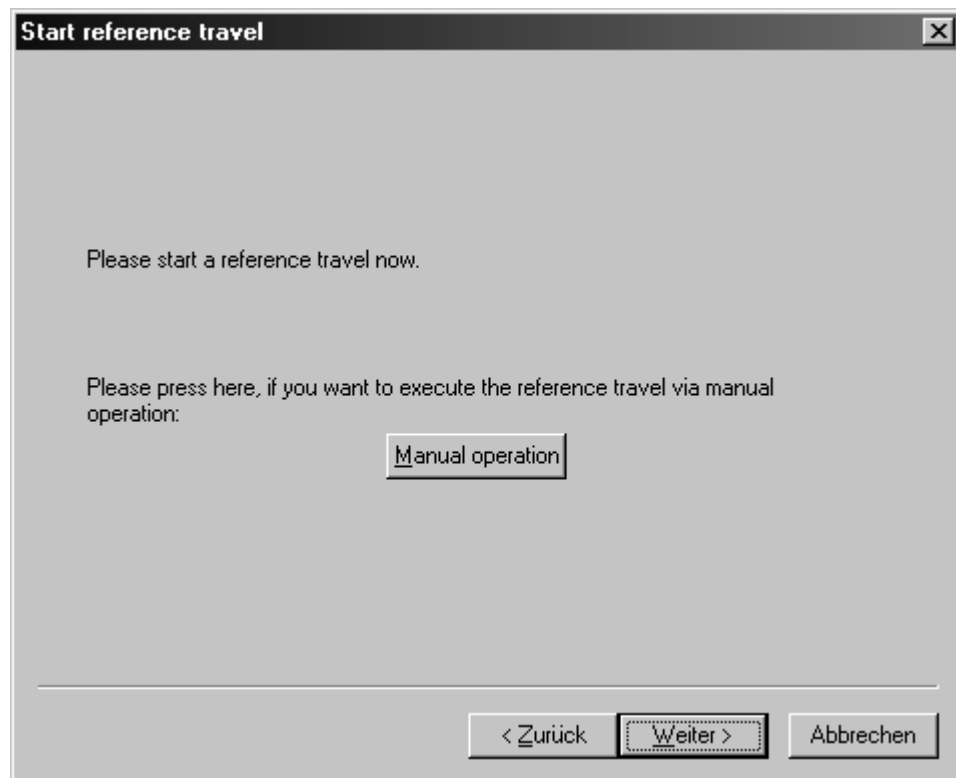 Start reference travel
Please start a reference travel now.
Please press here, if you want to execute the reference travel via manual
operation:
Manual operation
< Zurück
Weiter >
Abbrechen